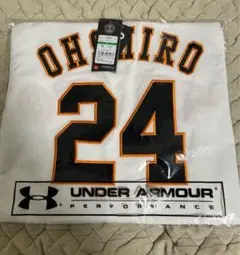 OHSHIRO
24
UNDER ARMOUR
PERFORMANCE